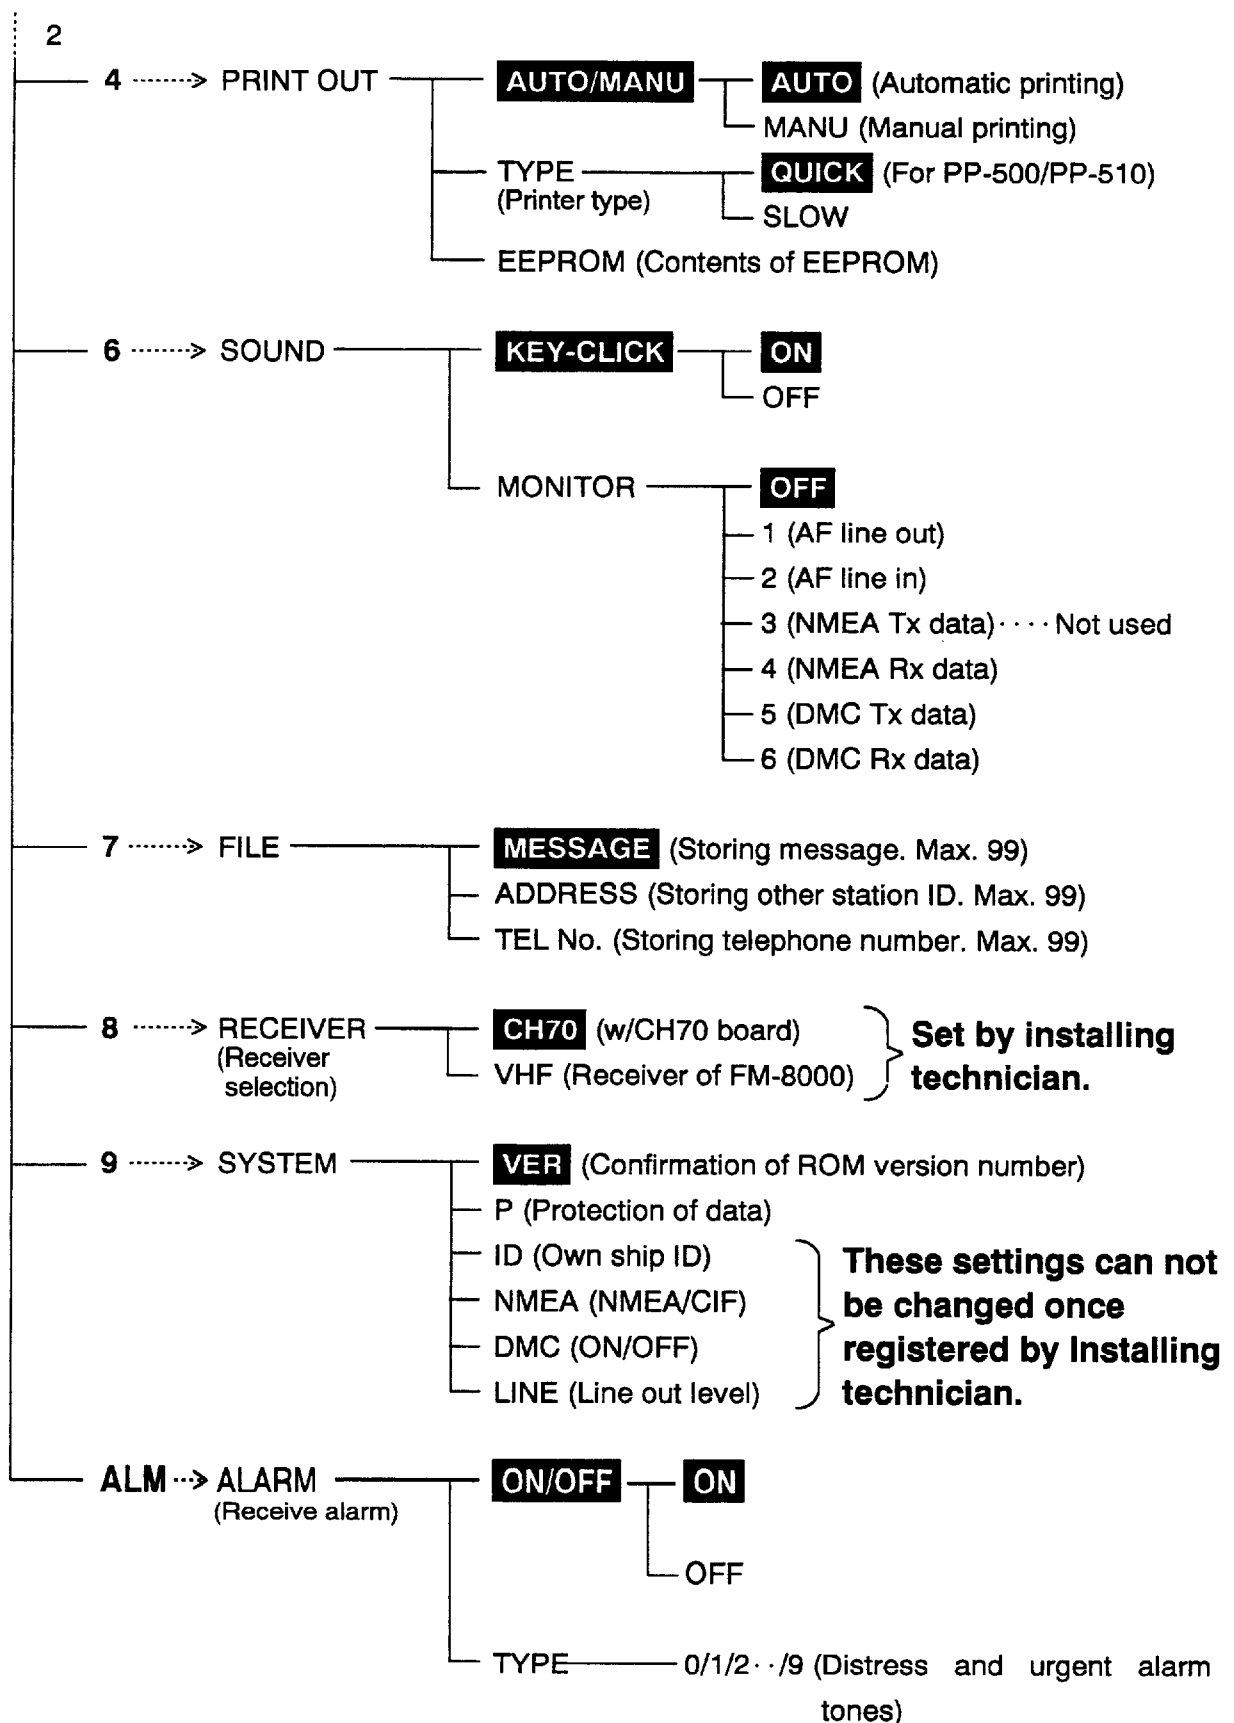 2
4 ·······> PRINT OUT AUTO/MANU AUTO (Automatic printing)
MANU (Manual printing)
TYPE QUICK (For PP-500/PP-510)
(Printer type)
SLOW
EEPROM (Contents of EEPROM)
6 ·······> SOUND KEY-CLICK ON
OFF
MONITOR OFF
1 (AF line out)
2 (AF line in)
3 (NMEA Tx data)···· Not used
4 (NMEA Rx data)
5 (DMC Tx data)
6 (DMC Rx data)
7 ·······> FILE MESSAGE (Storing message. Max. 99)
ADDRESS (Storing other station ID. Max. 99)
TEL No. (Storing telephone number. Max. 99)
8 ·······> RECEIVER CH70 (w/CH70 board)
(Receiver
selection)
VHF (Receiver of FM-8000)
Set by installing
technician.
9 ·······> SYSTEM VER (Confirmation of ROM version number)
P (Protection of data)
ID (Own ship ID)
NMEA (NMEA/CIF)
DMC (ON/OFF)
LINE (Line out level)
These settings can not
be changed once
registered by Installing
technician.
ALM ···> ALARM ON/OFF ON
(Receive alarm)
OFF
TYPE 0/1/2··/9 (Distress and urgent alarm
tones)